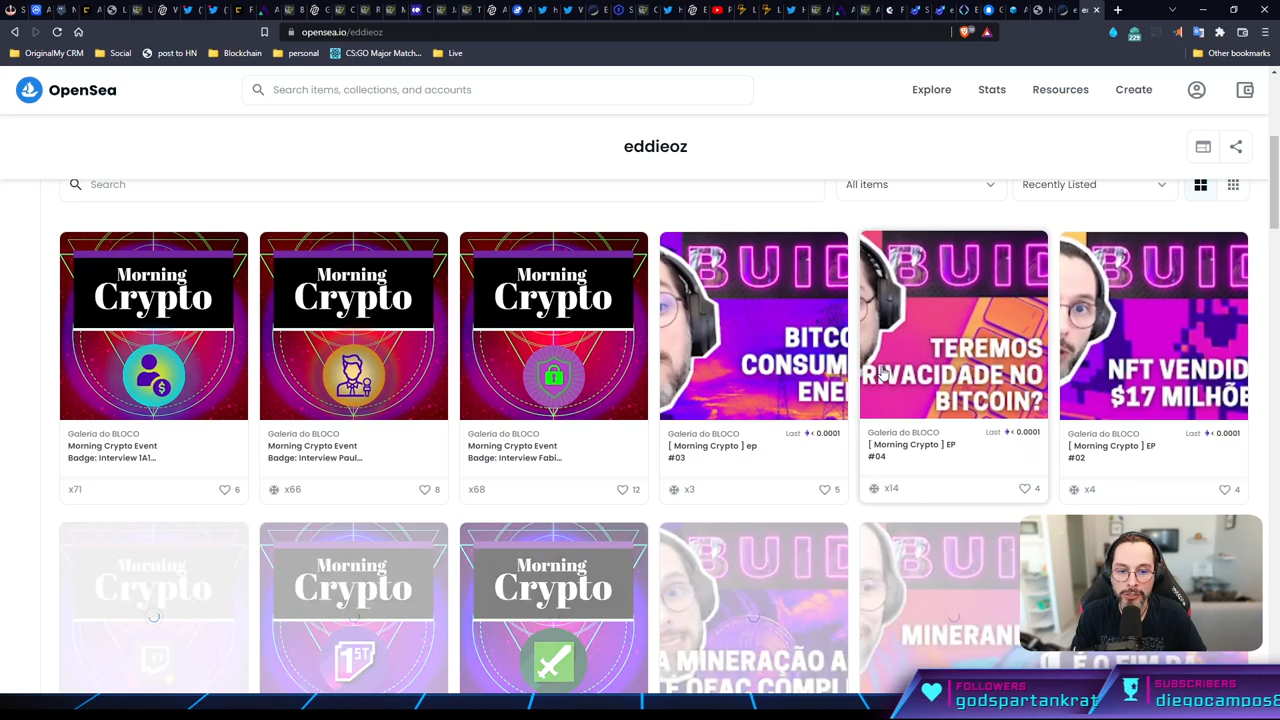 OriginalMy CRM
Social
post to HN
Blockchain
personal
CS:GO Major Match...
Live
Other bookmarks
opensea.io/eddieoz
OpenSea
Search items, collections, and accounts
Explore
Stats
Resources
Create
eddieoz
Search
All items
Recently Listed
Morning
Crypto
Morning
Crypto
Morning
Crypto
BUID
BITCO
CONSUM
ENE
BUID
TEREMOS
RIVACIDADE NO
BITCOIN?
BUID
NFT VENDID
$17 MILHÕE
Galeria do BLOCO
Morning Crypto Event
Badge: Interview 1A1...
x71
6
Galeria do BLOCO
Morning Crypto Event
Badge: Interview Paul...
x66
8
Galeria do BLOCO
Morning Crypto Event
Badge: Interview Fabi...
x68
12
Galeria do BLOCO
Last < 0.0001
[ Morning Crypto ] ep
#03
x3
5
Galeria do BLOCO
Last < 0.0001
[ Morning Crypto ] EP
#04
x14
4
Galeria do BLOCO
Last < 0.0001
[ Morning Crypto ] EP
#02
x4
4
Morning
Crypto
Morning
Crypto
1ST
Morning
Crypto
BUID
A MINERAÇÃO A
TE OFAC COMPL
MINERAN
FOLLOWERS
godspartankrat
SUBSCRIBERS
diegocampos8